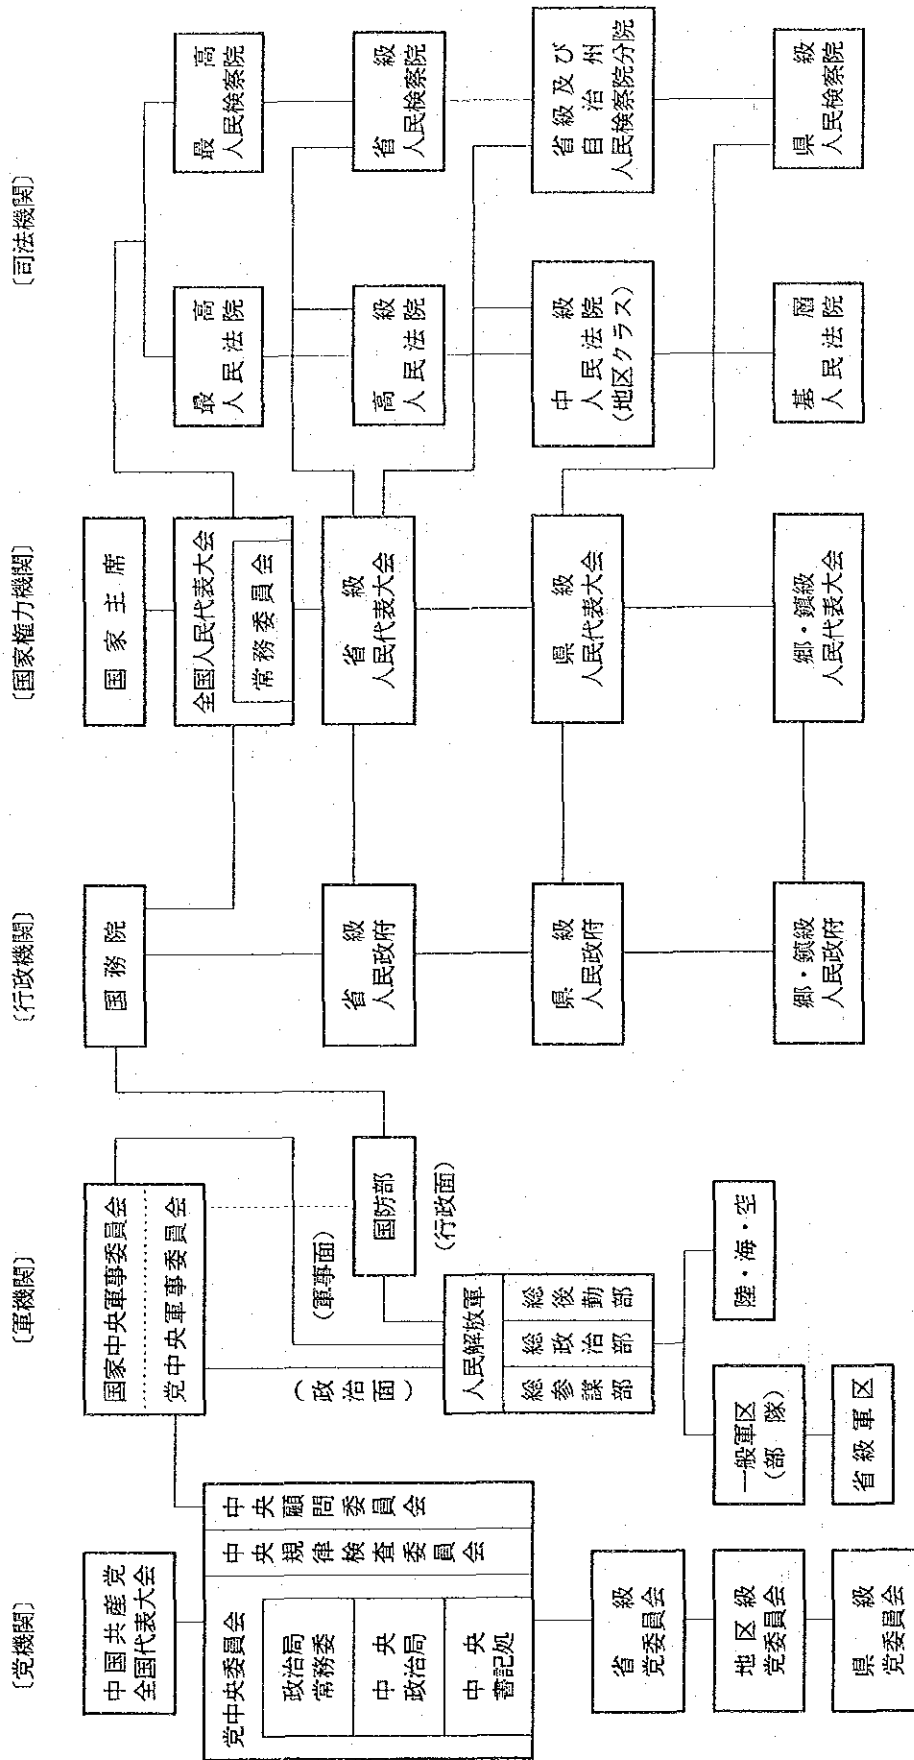 〔党機関〕
中国共産党
全国代表大会
党中央委員会
政治局
常務委
中央
政治局
中央
書記処
中央規律検査委員会
中央顧問委員会
省級
党委員会
地区級
党委員会
県級
党委員会
〔軍機関〕
国家中央軍事委員会
党中央軍事委員会
(政治面)
(軍事面)
国防部
(行政面)
人民解放軍
総参謀部
総政治部
総後勤部
一般軍区
(部隊)
陸・海・空
省級軍区
〔行政機関〕
国務院
省級
人民政府
県級
人民政府
郷・鎮級
人民政府
〔国家権力機関〕
国家主席
全国人民代表大会
常務委員会
省級
人民代表大会
県級
人民代表大会
郷・鎮級
人民代表大会
〔司法機関〕
最高
人民法院
最高
人民検察院
高級
人民法院
省級
人民検察院
中級
人民法院
(地区クラス)
省級及び
自治州
人民検察院分院
基層
人民法院
県級
人民検察院